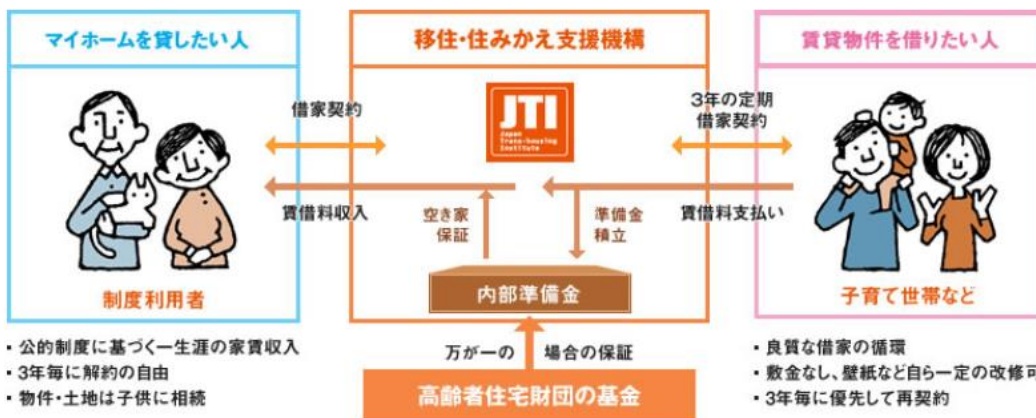 マイホームを貸したい人
移住・住みかえ支援機構
賃貸物件を借りたい人
JTI
Japan
Trans-housing
Institute
借家契約
3年の定期
借家契約
賃借料収入
空き家
保証
準備金
積立
賃借料支払い
内部準備金
制度利用者
子育て世帯など
・公的制度に基づく一生涯の家賃収入
・3年毎に解約の自由
・物件・土地は子供に相続
万が一の 場合の保証
高齢者住宅財団の基金
・良質な借家の循環
・敷金なし、壁紙など自ら一定の改修可
・3年毎に優先して再契約